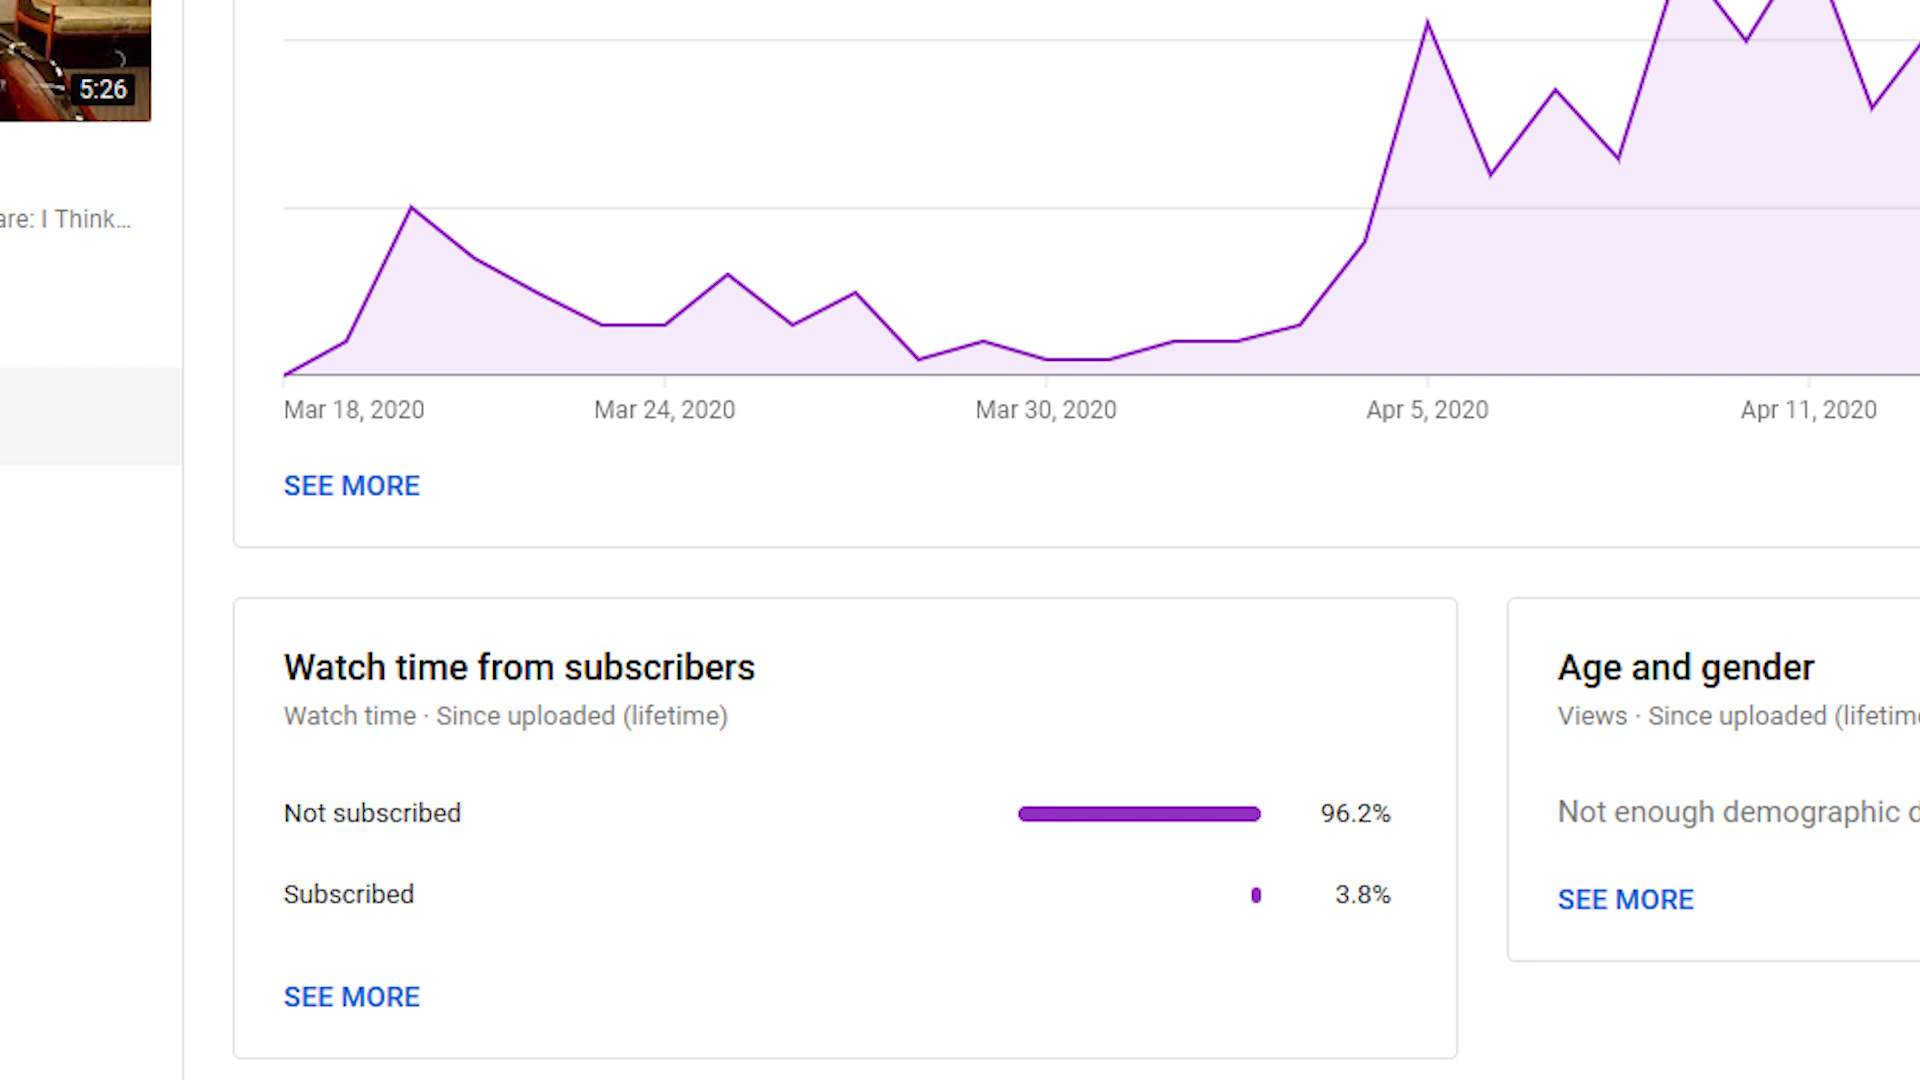 5:26
are: I Think...
Mar 18, 2020
Mar 24, 2020
Mar 30, 2020
Apr 5, 2020
Apr 11, 2020
SEE MORE
Watch time from subscribers
Watch time · Since uploaded (lifetime)
Not subscribed 96.2%
Subscribed 3.8%
SEE MORE
Age and gender
Views · Since uploaded (lifetim
Not enough demographic d
SEE MORE